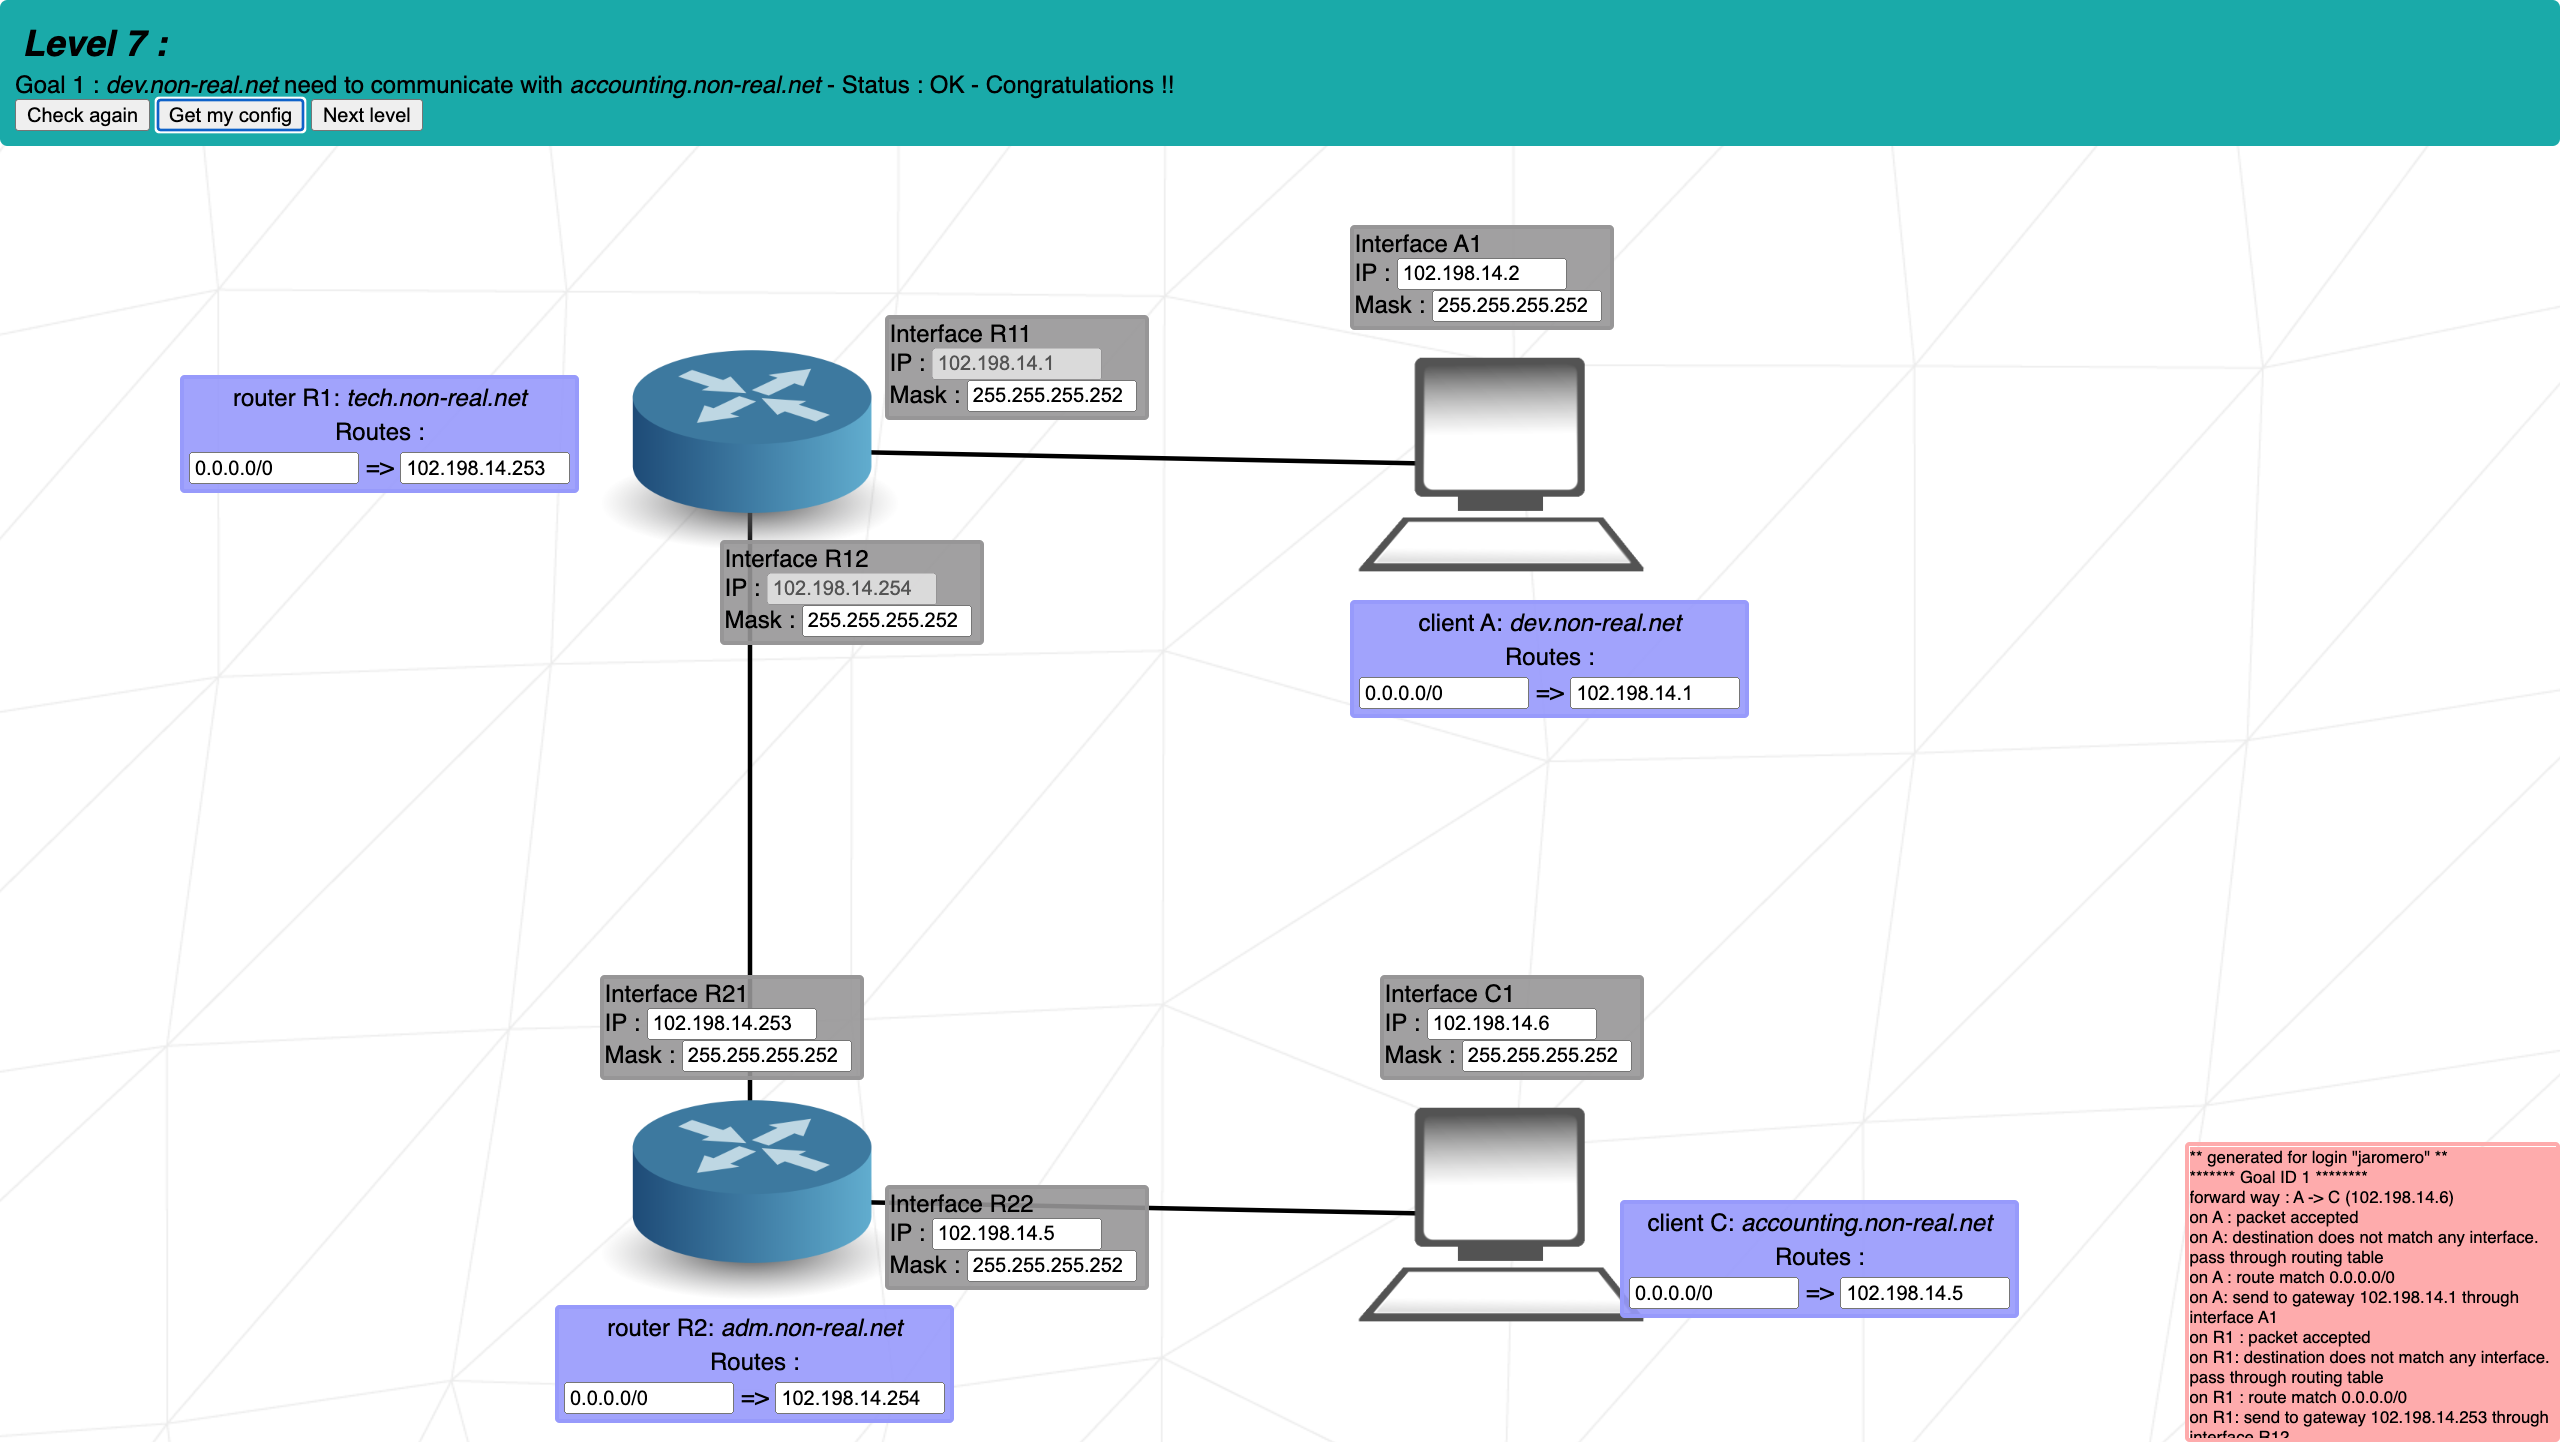 Level 7 :
Goal 1 : dev.non-real.net need to communicate with accounting.non-real.net - Status : OK - Congratulations !!
Check again Get my config Next level
Interface A1
IP : 102.198.14.2
Mask : 255.255.255.252
Interface R11
IP : 102.198.14.1
Mask : 255.255.255.252
router R1: tech.non-real.net
Routes :
0.0.0.0/0 => 102.198.14.253
Interface R12
IP : 102.198.14.254
Mask : 255.255.255.252
client A: dev.non-real.net
Routes :
0.0.0.0/0 => 102.198.14.1
Interface R21
IP : 102.198.14.253
Mask : 255.255.255.252
Interface C1
IP : 102.198.14.6
Mask : 255.255.255.252
Interface R22
IP : 102.198.14.5
Mask : 255.255.255.252
client C: accounting.non-real.net
Routes :
0.0.0.0/0 => 102.198.14.5
router R2: adm.non-real.net
Routes :
0.0.0.0/0 => 102.198.14.254
** generated for login "jaromero" **
******* Goal ID 1 ********
forward way : A -> C (102.198.14.6)
on A : packet accepted
on A: destination does not match any interface.
pass through routing table
on A : route match 0.0.0.0/0
on A: send to gateway 102.198.14.1 through
interface A1
on R1 : packet accepted
on R1: destination does not match any interface.
pass through routing table
on R1 : route match 0.0.0.0/0
on R1: send to gateway 102.198.14.253 through
interface R12